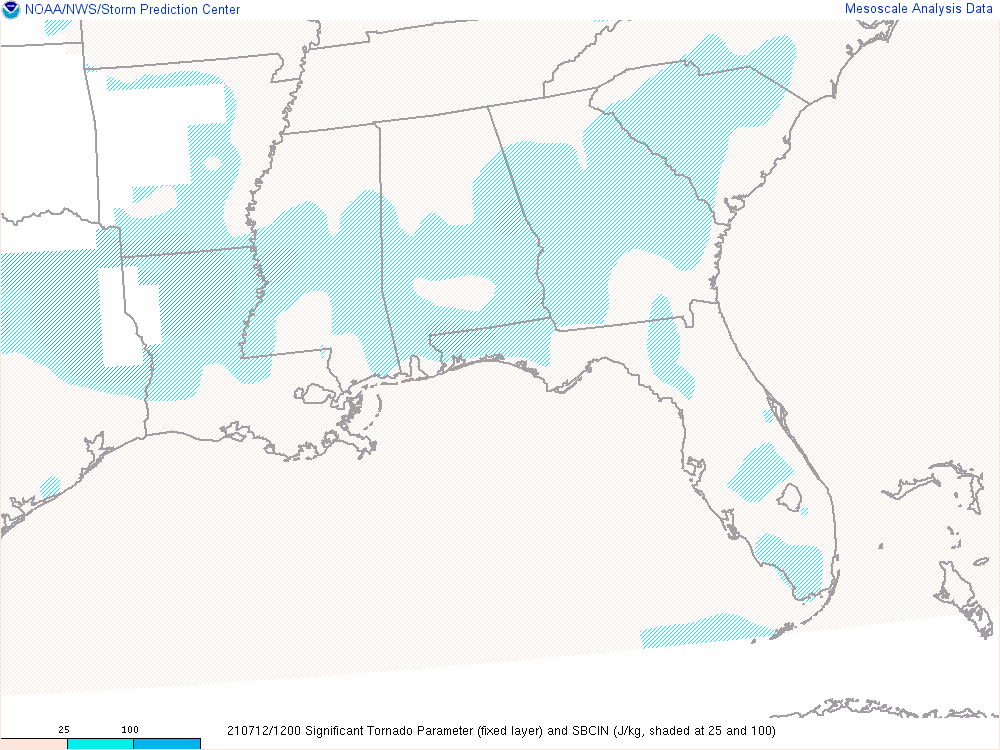 NOAA/NWS/Storm Prediction Center
Mesoscale Analysis Data
25 100
210712/1200 Significant Tornado Parameter (fixed layer) and SBCIN (J/kg, shaded at 25 and 100)